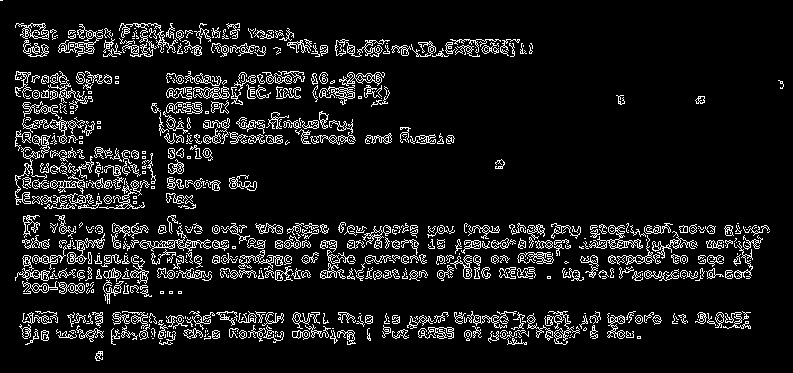 Best stock Pick for this Year!
Get ARSS First Thing Monday , This Is Going To Explode!!!
Trade Date: Monday, October 16, 2006
Company: AMEROSSI EC INC (ARSS.PK)
Stock: ARSS.PK
Category: Oil and Gas Industry
Region: United States, Europe and Russia
Current Price: $4.10
Week Target: $8
Recomendation: Strong Buy
Expectations: Max
If You've been alive over the past few years you know that any stock can move given
the right circumstances. As soon as an alert is issued almost instantly the market
goes Ballistic. Take advantage of the current price on ARSS , we expect to see it
begin climbing Monday Morning in anticipation of BIG NEWS . We feel you could see
200-300% Gains ...
When this Stock moves - WATCH OUT! This is your chance to get in before it BLOWS!
Big watch in play this Monday morning ! Put ARSS on your radar's now.